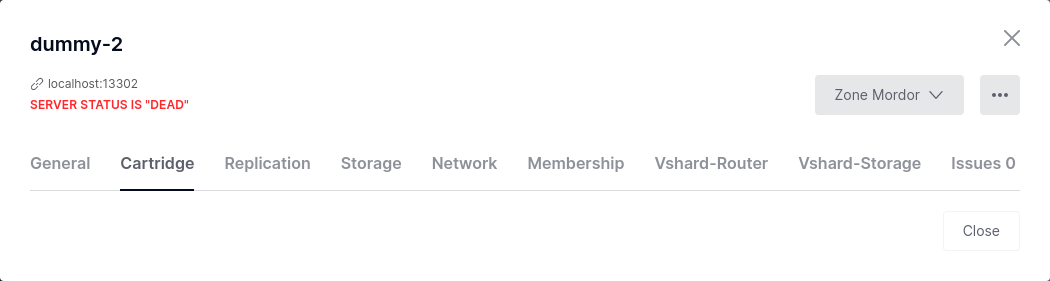 dummy-2
localhost:13302
SERVER STATUS IS "DEAD"
Zone Mordor
General Cartridge Replication Storage Network Membership Vshard-Router Vshard-Storage Issues 0
Close